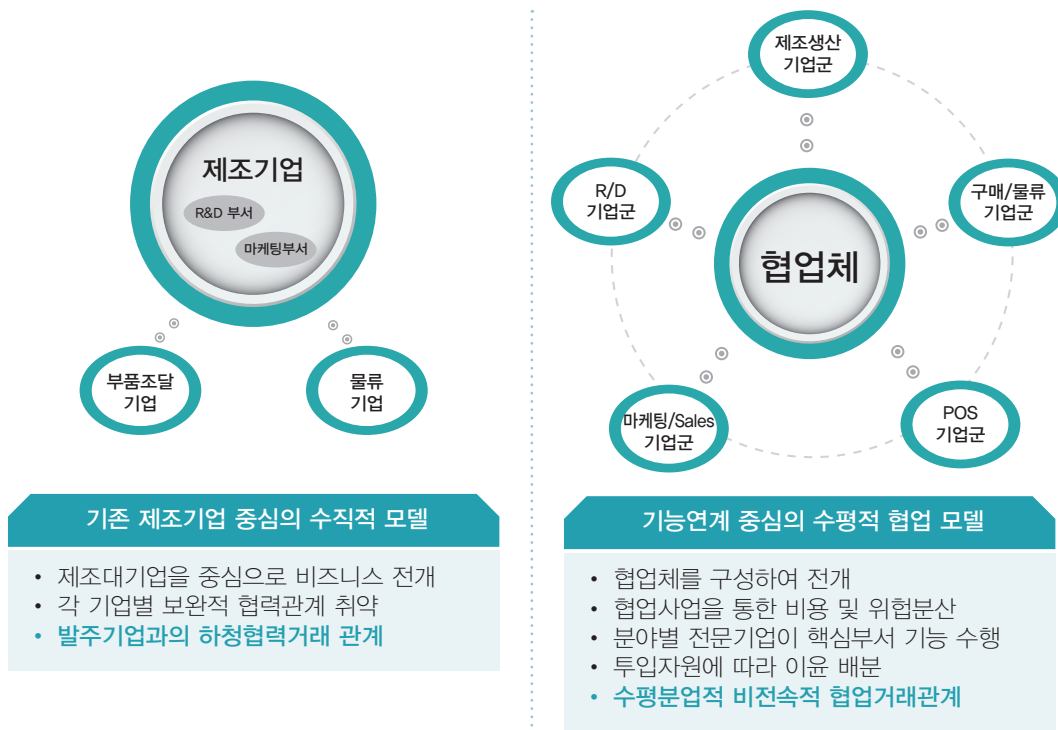 제조기업
R&D 부서
마케팅부서
부품조달
기업
물류
기업
기존 제조기업 중심의 수직적 모델
• 제조대기업을 중심으로 비즈니스 전개
• 각 기업별 보완적 협력관계 취약
• 발주기업과의 하청협력거래 관계
제조생산
기업군
R/D
기업군
구매/물류
기업군
협업체
마케팅/Sales
기업군
POS
기업군
기능연계 중심의 수평적 협업 모델
• 협업체를 구성하여 전개
• 협업사업을 통한 비용 및 위험분산
• 분야별 전문기업이 핵심부서 기능 수행
• 투입자원에 따라 이윤 배분
• 수평분업적 비전속적 협업거래관계